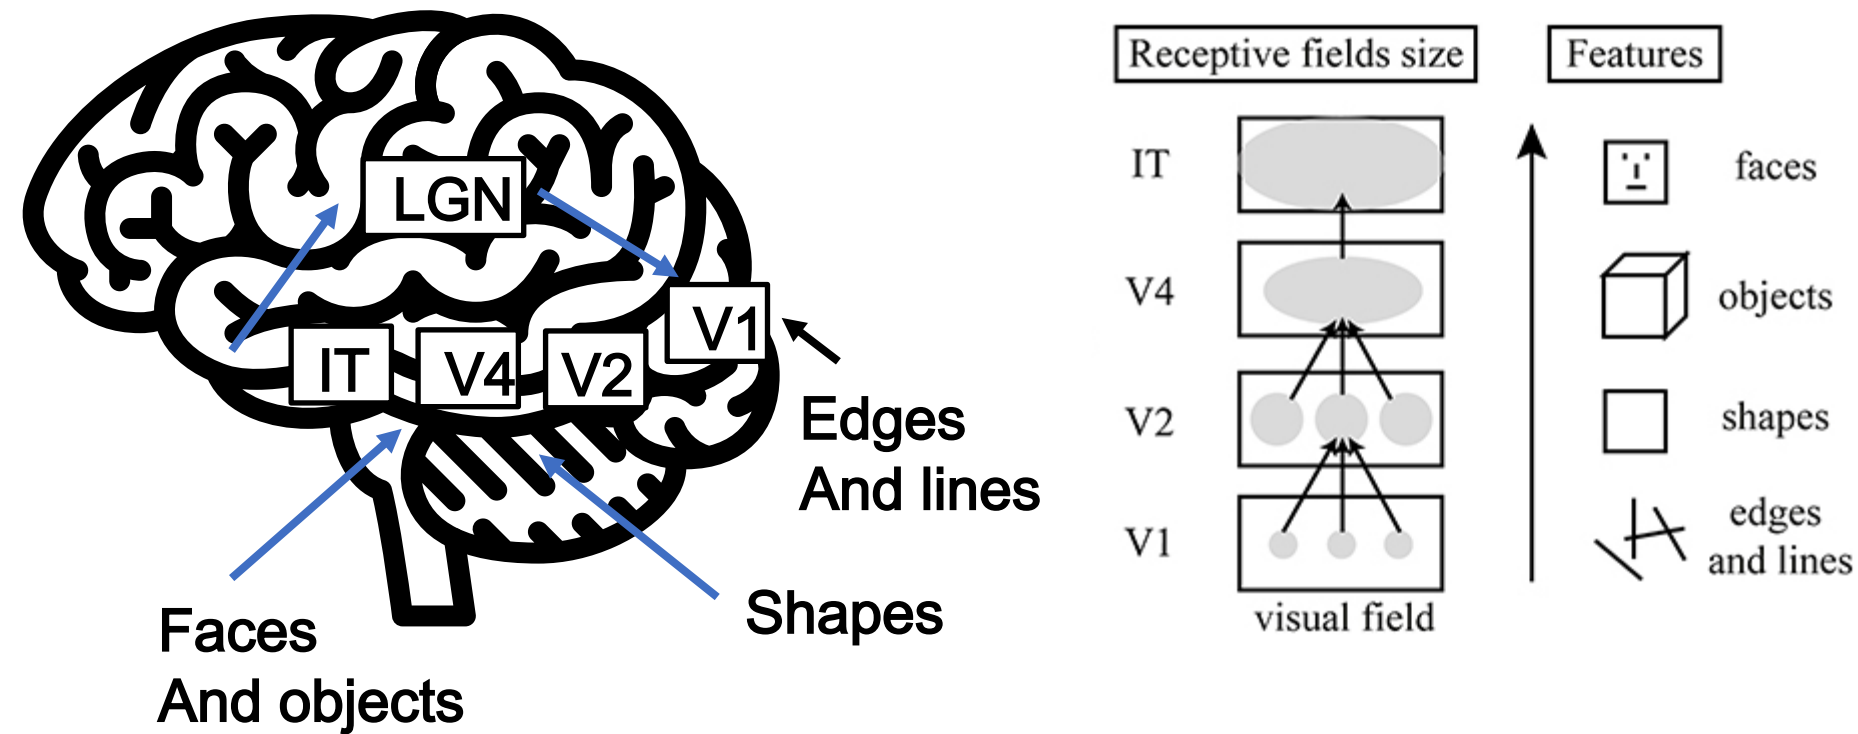 LGN
IT
V4
V2
V1
Edges
And lines
Shapes
Faces
And objects
Receptive fields size
Features
IT
faces
V4
objects
V2
shapes
V1
edges
and lines
visual field